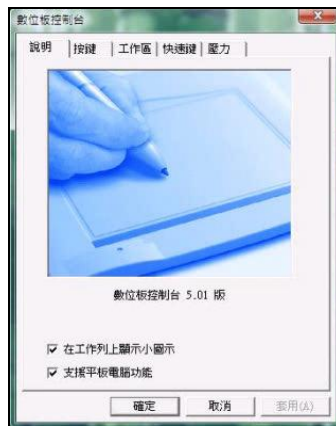 數位板控制台
說明 按鍵 工作區 快速鍵 壓力
數位板控制台 5.01 版
在工作列上顯示小圖示
支援平板電腦功能
確定 取消 套用(A)